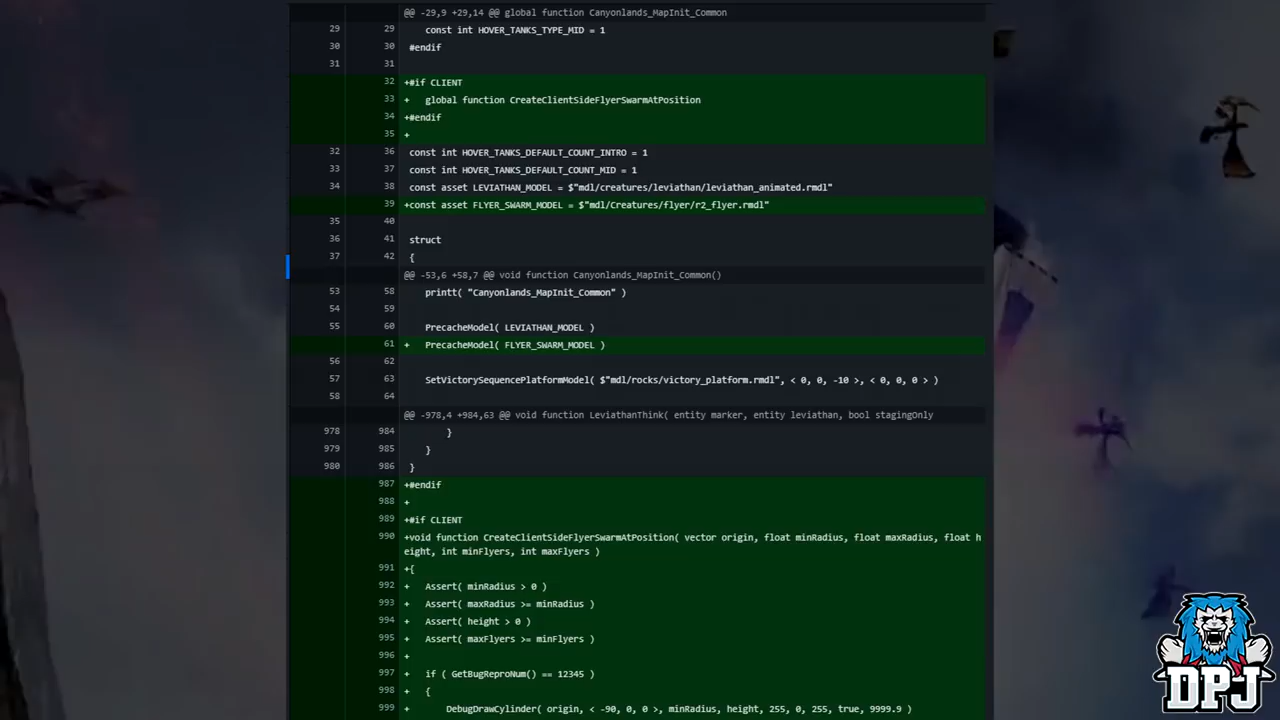 @@ -29,9 +29,14 @@ global function Canyonlands_MapInit_Common
29 29 const int HOVER_TANKS_TYPE_MID = 1
30 30 #endif
31 31
32 +#if CLIENT
33 + global function CreateClientSideFlyerSwarmAtPosition
34 +#endif
35 +
32 36 const int HOVER_TANKS_DEFAULT_COUNT_INTRO = 1
33 37 const int HOVER_TANKS_DEFAULT_COUNT_MID = 1
34 38 const asset LEVIATHAN_MODEL = $"mdl/creatures/leviathan/leviathan_animated.rmdl"
39 +const asset FLYER_SWARM_MODEL = $"mdl/Creatures/flyer/r2_flyer.rmdl"
35 40
36 41 struct
37 42 {
@@ -53,6 +58,7 @@ void function Canyonlands_MapInit_Common()
53 58 printt( "Canyonlands_MapInit_Common" )
54 59
55 60 PrecacheModel( LEVIATHAN_MODEL )
61 + PrecacheModel( FLYER_SWARM_MODEL )
56 62
57 63 SetVictorySequencePlatformModel( $"mdl/rocks/victory_platform.rmdl", < 0, 0, -10 >, < 0, 0, 0 > )
58 64
@@ -978,4 +984,63 @@ void function LeviathanThink( entity marker, entity leviathan, bool stagingOnly
978 984 }
979 985 }
980 986 }
987 +#endif
988 +
989 +#if CLIENT
990 +void function CreateClientSideFlyerSwarmAtPosition( vector origin, float minRadius, float maxRadius, float h
eight, int minFlyers, int maxFlyers )
991 +{
992 + Assert( minRadius > 0 )
993 + Assert( maxRadius >= minRadius )
994 + Assert( height > 0 )
995 + Assert( maxFlyers >= minFlyers )
996 +
997 + if ( GetBugReproNum() == 12345 )
998 + {
999 + DebugDrawCylinder( origin, < -90, 0, 0 >, minRadius, height, 255, 0, 255, true, 9999.9 )
DPJ